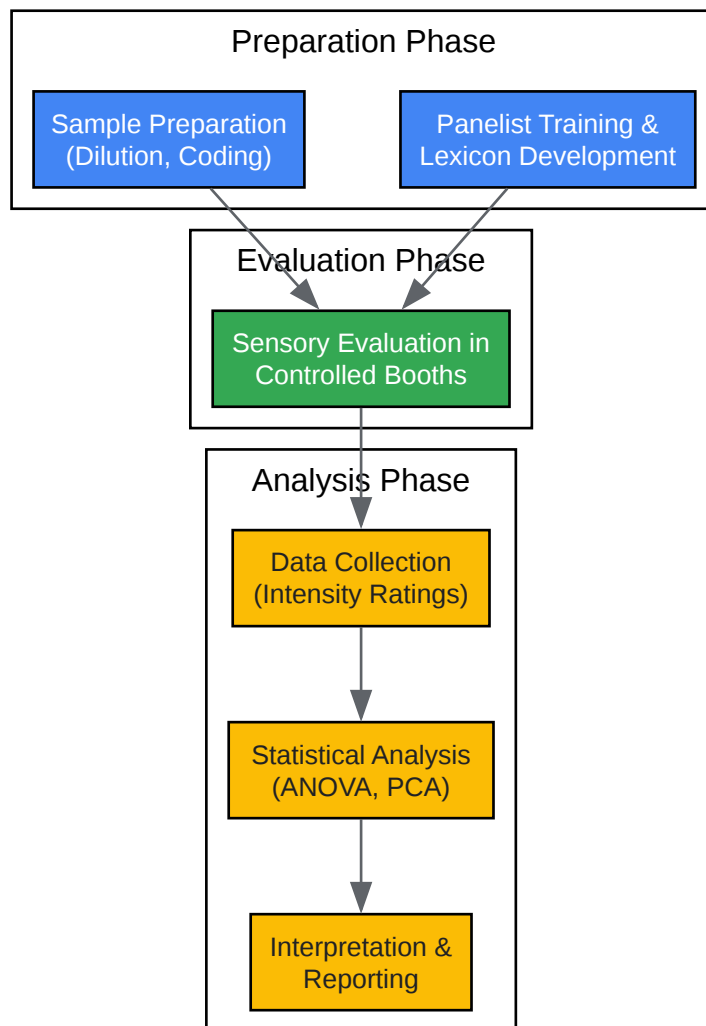 Preparation Phase
Sample Preparation
(Dilution, Coding)
Panelist Training &
Lexicon Development
Evaluation Phase
Sensory Evaluation in
Controlled Booths
Analysis Phase
Data Collection
(Intensity Ratings)
Statistical Analysis
(ANOVA, PCA)
Interpretation &
Reporting